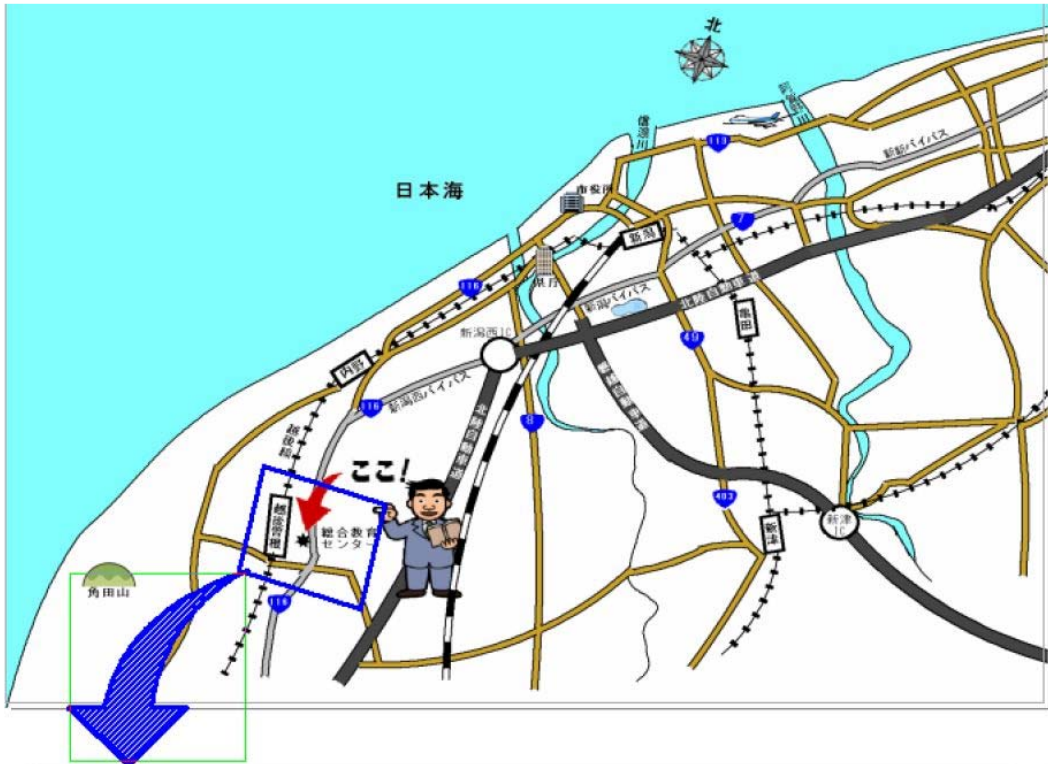 北
阿賀野川
信濃川
113
新新バイパス
日本海
市役所
7
新潟
116
県庁
新潟バイパス
北陸自動車道
亀田
新潟西IC
49
内野
116
新潟西バイパス
北陸自動車道
磐越自動車道
8
越後線
ここ!
403
越後曽根
総合教育
センター
新津
新津
IC
角田山
116